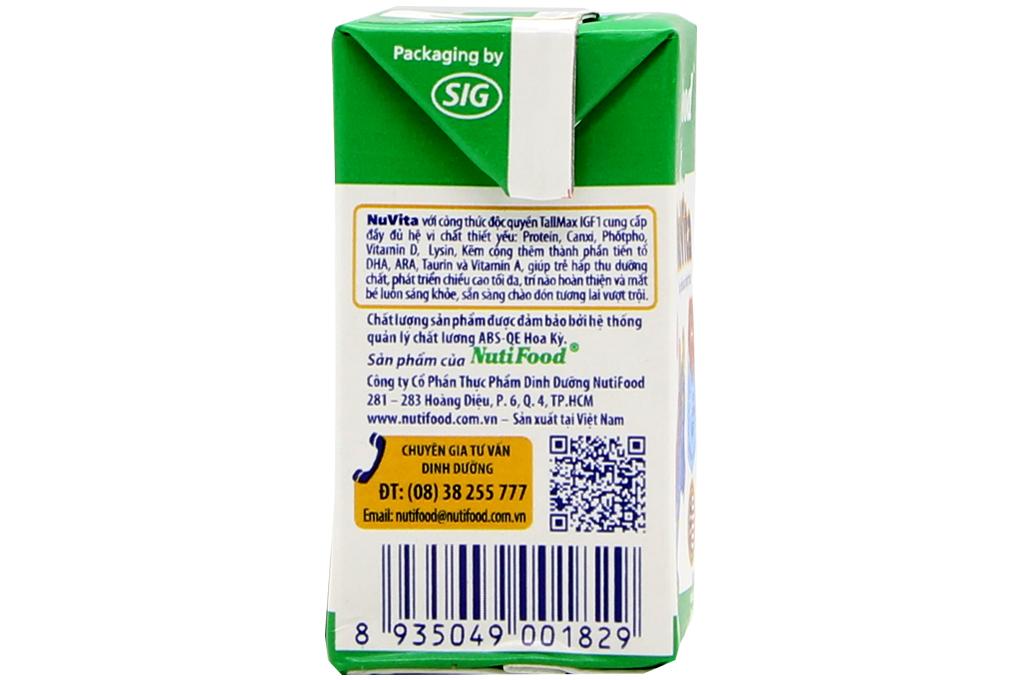 Packaging by
SIG
NuVita với công thức độc quyền TallMax IGF1 cung cấp
đầy đủ hệ vi chất thiết yếu: Protein, Canxi, Phốtpho,
Vitamin D, Lysin, Kẽm cộng thêm thành phần tiền tố
DHA, ARA, Taurin và Vitamin A, giúp trẻ hấp thu dưỡng
chất, phát triển chiều cao tối đa, trí não hoàn thiện và mắt
bé luôn sáng khỏe, sẵn sàng chào đón tương lai vượt trội.
Chất lượng sản phẩm được đảm bảo bởi hệ thống
quản lý chất lượng ABS-QE Hoa Kỳ.
Sản phẩm của NutiFood®
Công ty Cổ Phần Thực Phẩm Dinh Dưỡng NutiFood
281 – 283 Hoàng Diệu, P. 6, Q. 4, TP.HCM
www.nutifood.com.vn – Sản xuất tại Việt Nam
CHUYÊN GIA TƯ VẤN
DINH DƯỠNG
ĐT: (08) 38 255 777
Email: nutifood@nutifood.com.vn
8 935049 001829